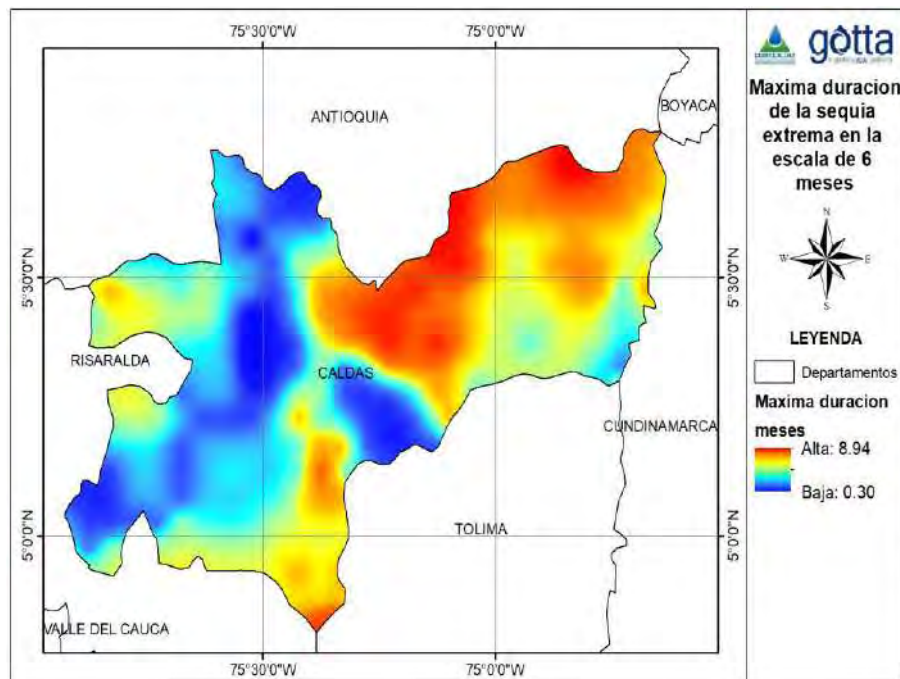 75°30'0"W
75°0'0"W
ANTIOQUIA
BOYACA
5°30'0"N
5°30'0"N
RISARALDA
CALDAS
CUNDINAMARCA
5°0'0"N
5°0'0"N
TOLIMA
VALLE DEL CAUCA
75°30'0"W
75°0'0"W
gotta
Maxima duracion
de la sequia
extrema en la
escala de 6
meses
N
W
E
S
LEYENDA
Departamentos
Maxima duracion
meses
Alta: 8.94
Baja: 0.30